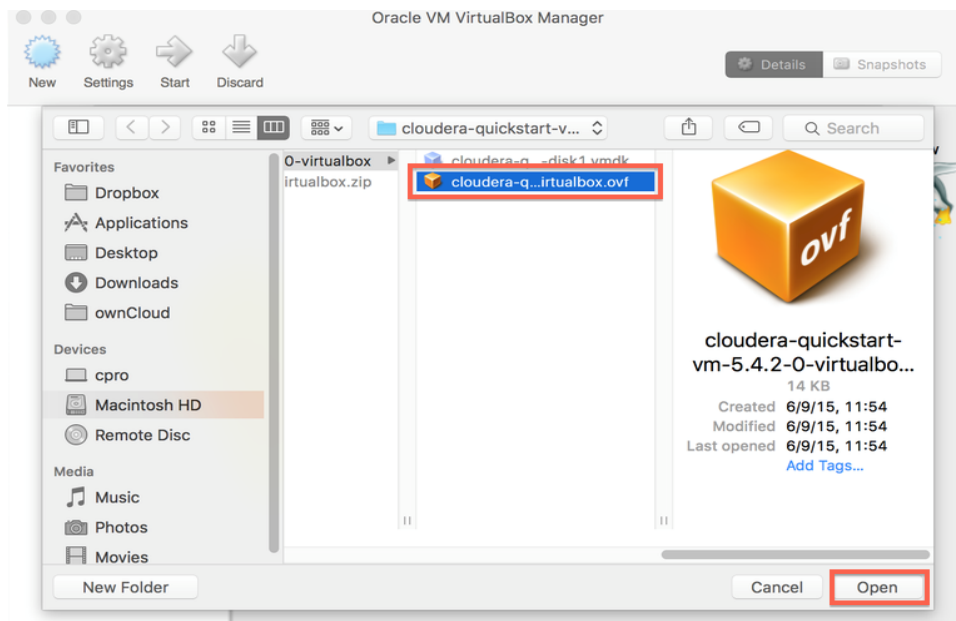 Oracle VM VirtualBox Manager
New Settings Start Discard
Details Snapshots
cloudera-quickstart-v...
Search
Favorites
Dropbox
Applications
Desktop
Downloads
ownCloud
Devices
cpro
Macintosh HD
Remote Disc
Media
Music
Photos
Movies
0-virtualbox
irtualbox.zip
cloudera-q...-disk1.vmdk
cloudera-q...irtualbox.ovf
ovf
cloudera-quickstart-
vm-5.4.2-0-virtualbo...
14 KB
Created 6/9/15, 11:54
Modified 6/9/15, 11:54
Last opened 6/9/15, 11:54
Add Tags...
New Folder
Cancel Open